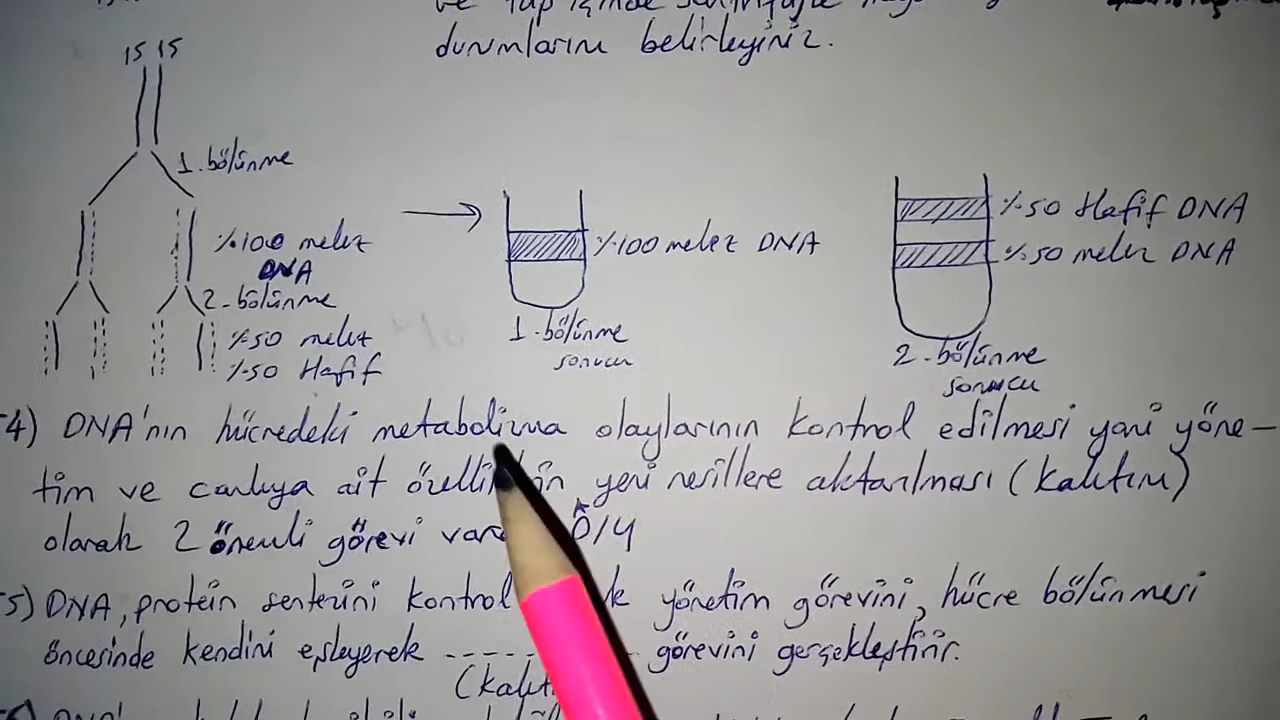 durumlarını belirleyiniz.
15 15
1. bölünme
%100 melez
DNA
2. bölünme
%50 melez
%50 Hafif
%100 melez DNA
1. bölünme
sonucu
%50 Hafif DNA
%50 melez DNA
2. bölünme
sonucu
4) DNA'nın hücredeki metabolizma olaylarının kontrol edilmesi yani yöne-
tim ve canlıya ait yeni nesillere aktarılması (kalıtım)
olarak 2 önemli görevi D/Y
5) DNA, protein sentezini kontrol yönetim görevini, hücre bölünmesi
öncesinde kendini eşleyerek ------- görevini gerçekleştirir.